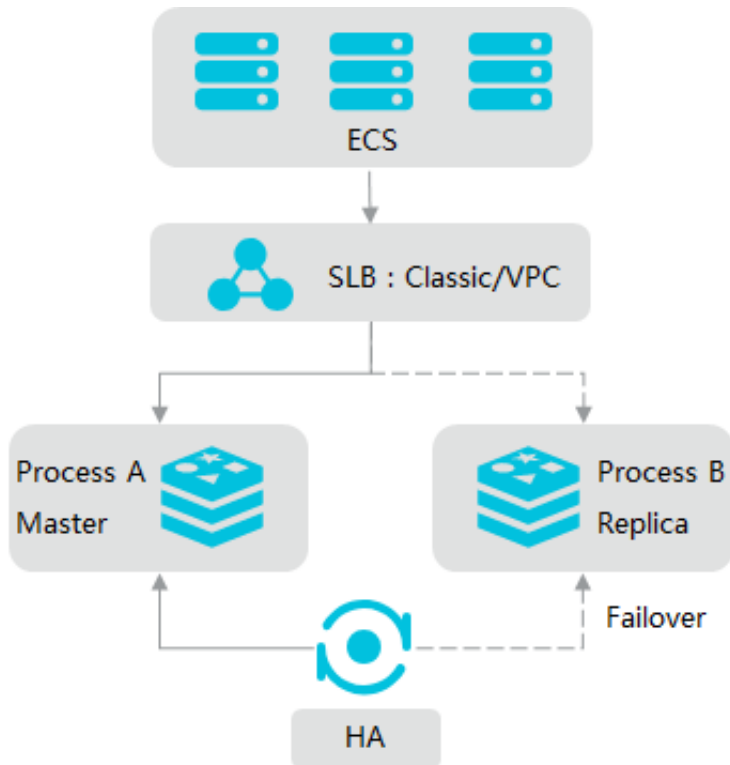 ECS
SLB : Classic/VPC
Process A
Master
Process B
Replica
Failover
HA